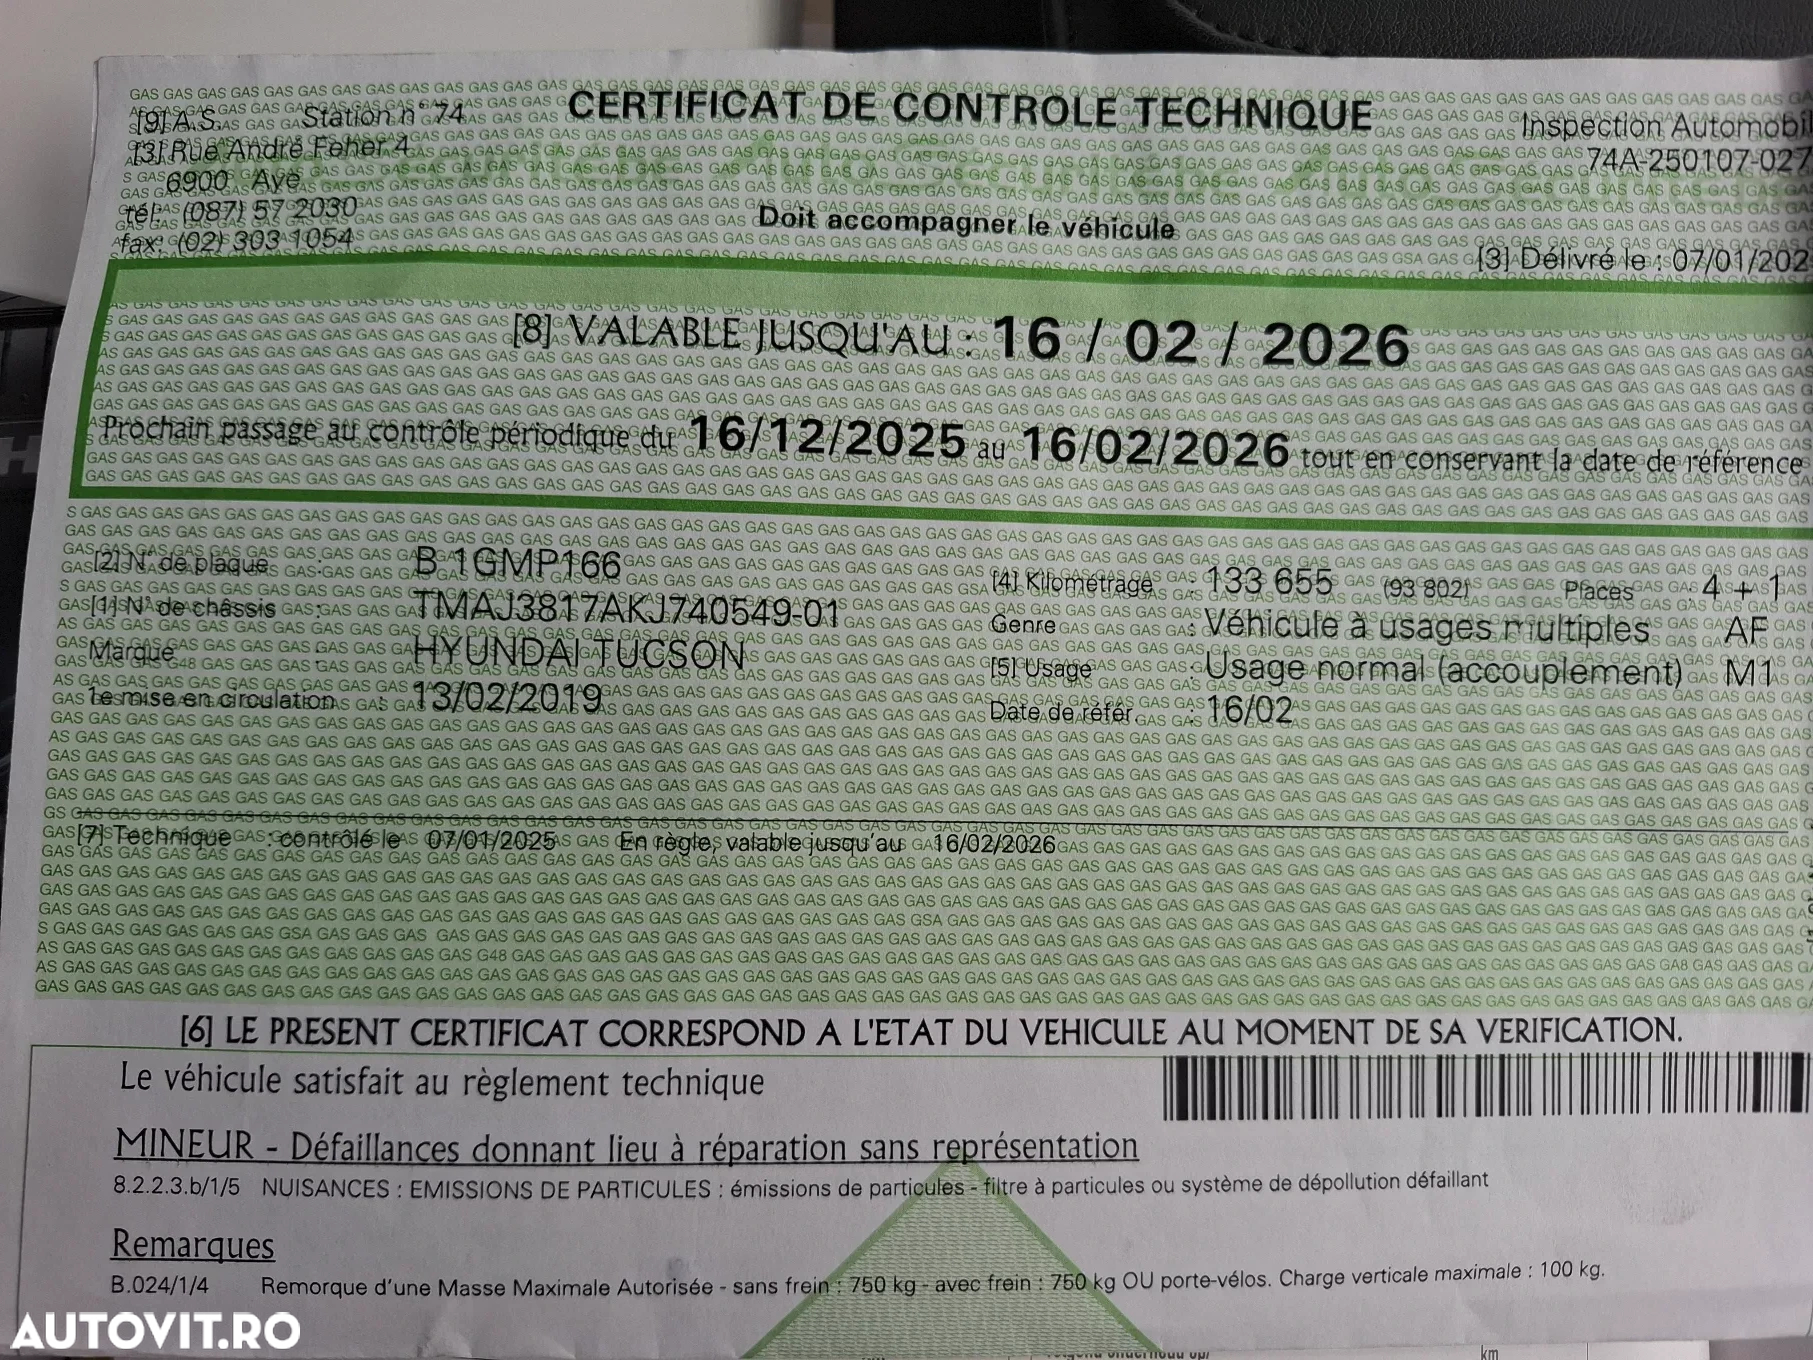 [9] A.S. Station n° 74
CERTIFICAT DE CONTROLE TECHNIQUE
Inspection Automobil
[3] Rue André Feher 4
74A-250107-027
6900 Aye
tél: (087) 57 2030
Doit accompagner le véhicule
fax: (02) 303 1054
[3] Délivré le : 07/01/202
[8] VALABLE JUSQU'AU : 16 / 02 / 2026
Prochain passage au contrôle périodique du 16/12/2025 au 16/02/2026 tout en conservant la date de référence
[2] N° de plaque : B 1GMP166
[4] Kilométrage : 133 655 (93 802) Places : 4 + 1
[1] N° de châssis : TMAJ3817AKJ740549-01
Genre : Véhicule à usages multiples AF
Marque : HYUNDAI TUCSON
[5] Usage : Usage normal (accouplement) M1
1e mise en circulation : 13/02/2019
Date de référ. : 16/02
[7] Technique : contrôlé le 07/01/2025 En règle, valable jusqu'au 16/02/2026
[6] LE PRESENT CERTIFICAT CORRESPOND A L'ETAT DU VEHICULE AU MOMENT DE SA VERIFICATION.
Le véhicule satisfait au règlement technique
MINEUR - Défaillances donnant lieu à réparation sans représentation
8.2.2.3.b/1/5 NUISANCES : EMISSIONS DE PARTICULES : émissions de particules - filtre à particules ou système de dépollution défaillant
Remarques
B.024/1/4 Remorque d'une Masse Maximale Autorisée - sans frein : 750 kg - avec frein : 750 kg OU porte-vélos. Charge verticale maximale : 100 kg.
AUTOVIT.RO
km